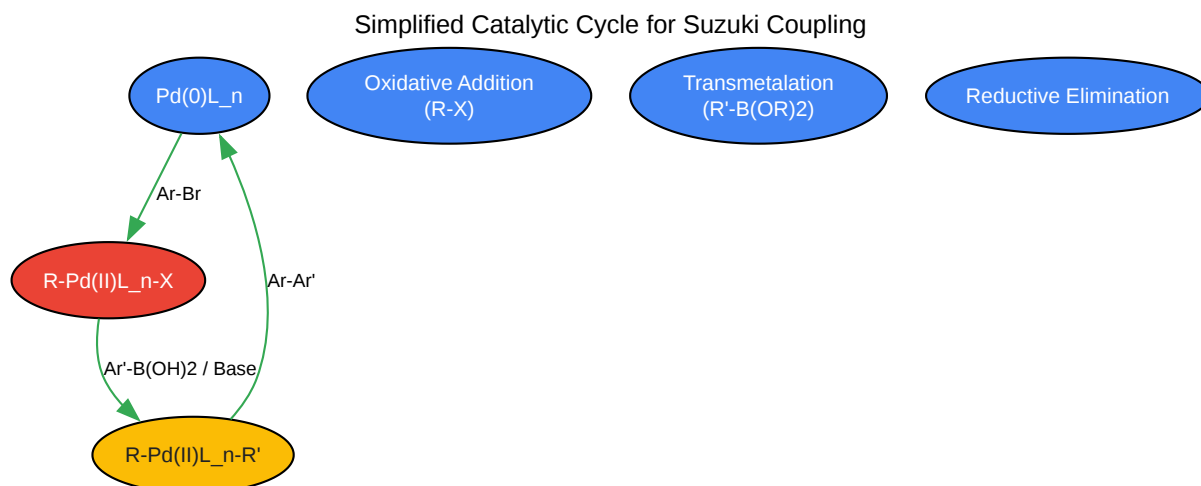 Simplified Catalytic Cycle for Suzuki Coupling
Pd(0)L_n
Oxidative Addition
(R-X)
Transmetalation
(R'-B(OR)2)
Reductive Elimination
Ar-Br
R-Pd(II)L_n-X
Ar-Ar'
Ar'-B(OH)2 / Base
R-Pd(II)L_n-R'